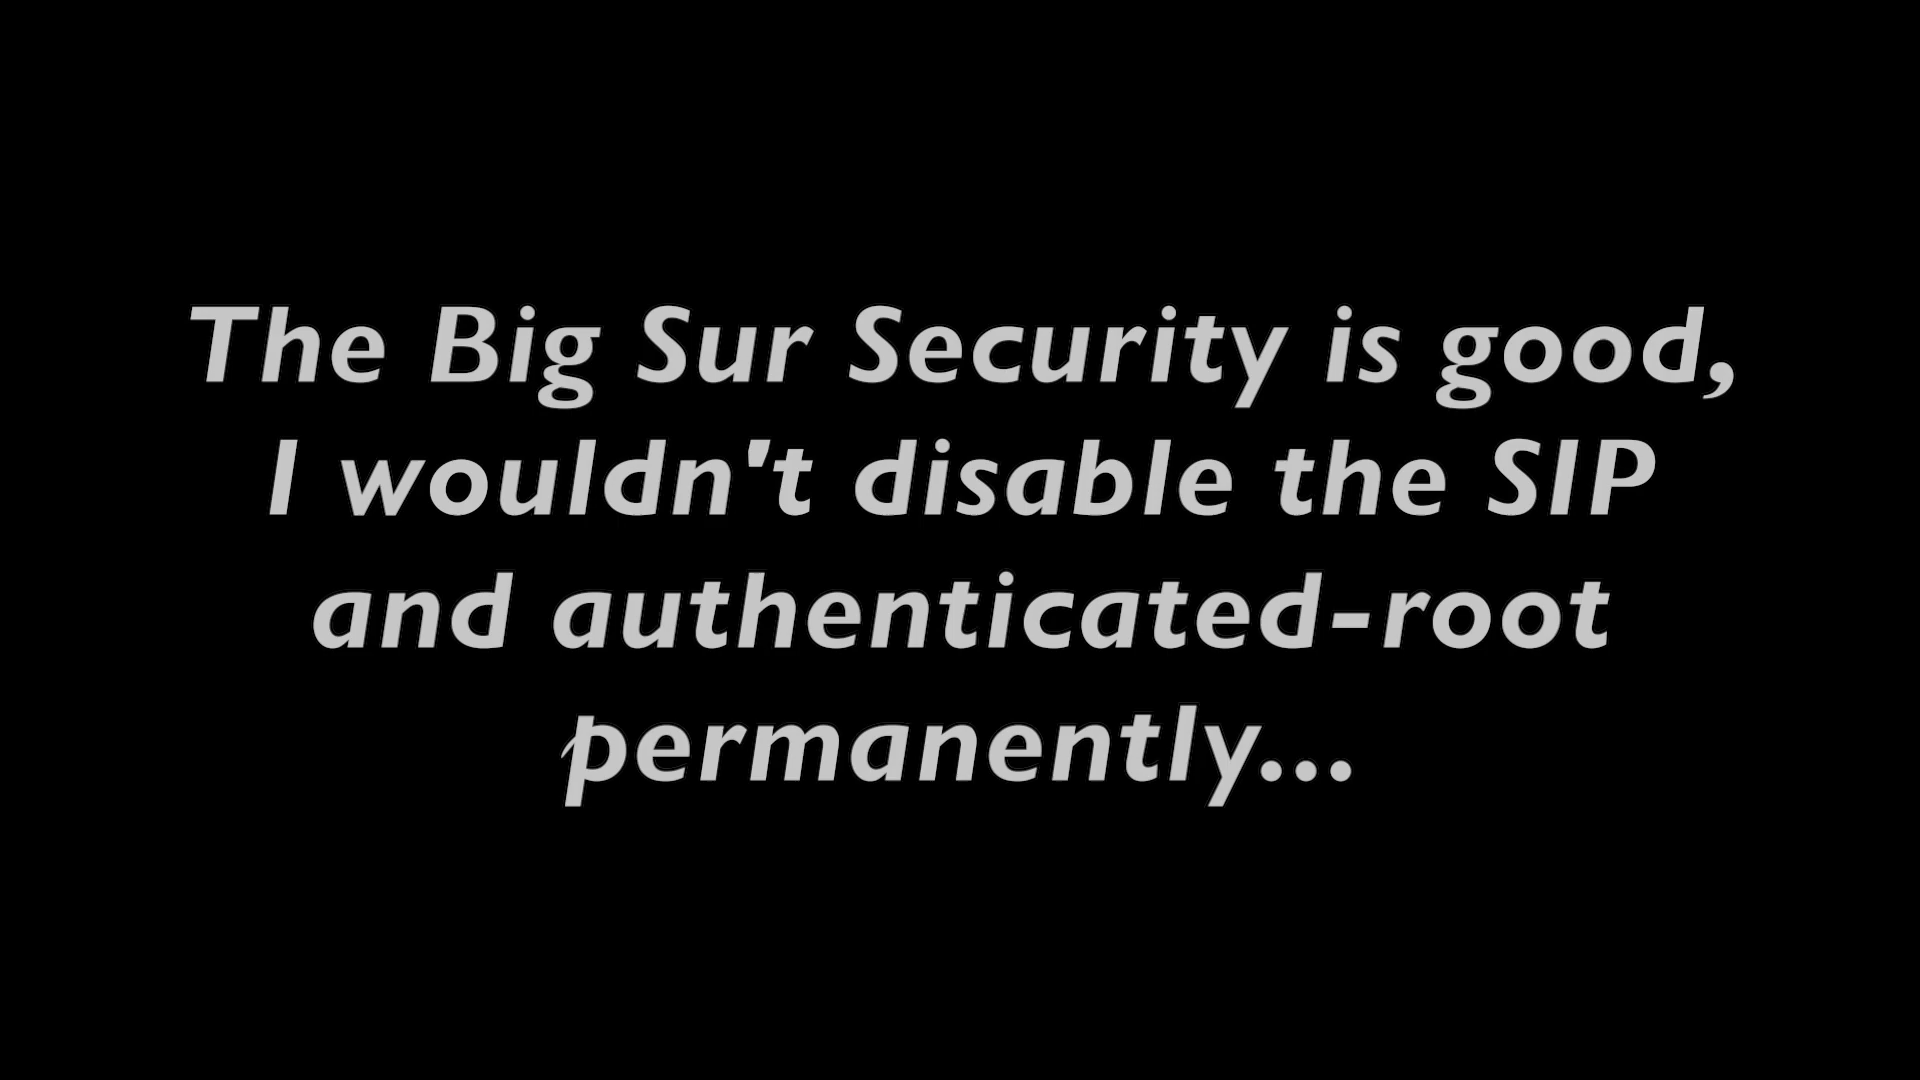 The Big Sur Security is good,
I wouldn't disable the SIP
and authenticated-root
permanently...